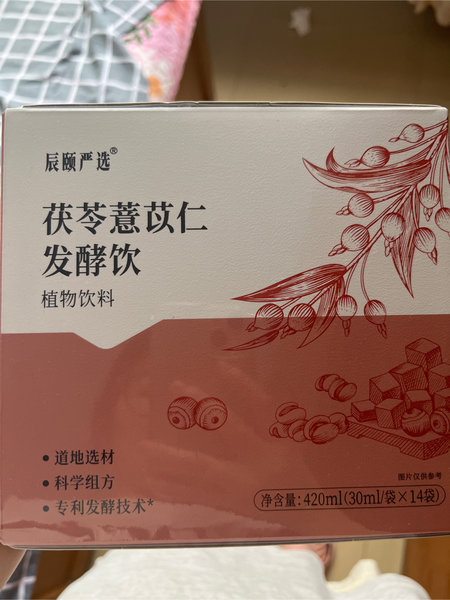 辰颐严选®
茯苓薏苡仁
发酵饮
植物饮料
• 道地选材
• 科学组方
• 专利发酵技术*
图片仅供参考
净含量:420ml(30ml/袋×14袋)